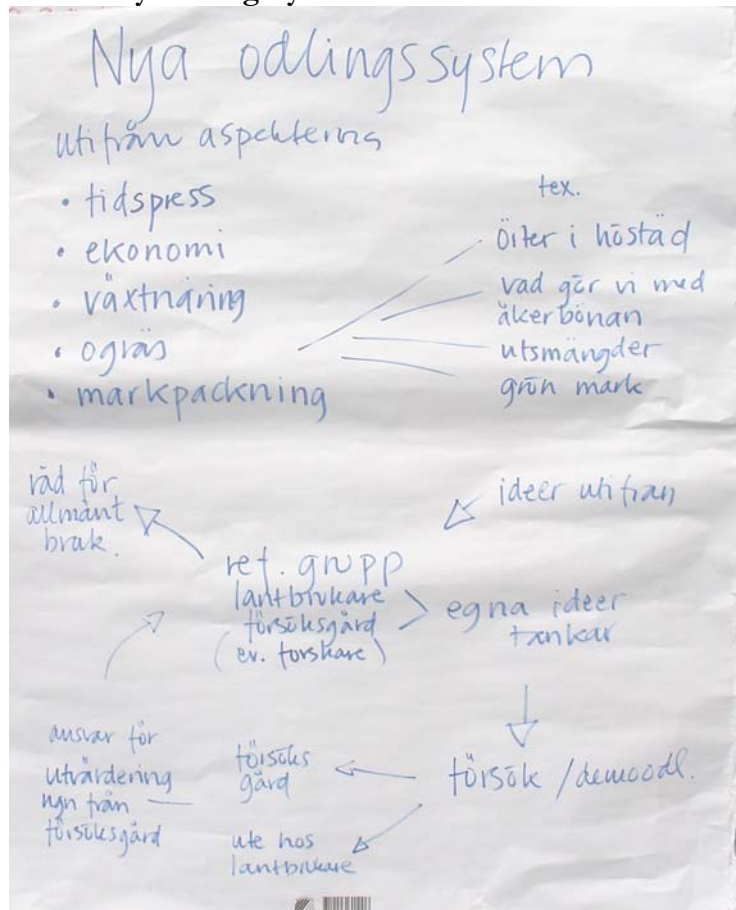 Nya odlingssystem
utifrån aspekterna
• tidspress
• ekonomi
• växtnäring
• ogräs
• markpackning
tex.
örter i höstäd
vad gör vi med
åkerbönan
utsmängder
grön mark
råd för
allmänt
bruk.
ideer utifrån
ref. grupp
lantbrukare
försöksgård
(ev. forskare)
> egna ideer
tankar
försök /demoodl.
försöks
gård
ute hos
lantbrukare
ansvar för
utvärdering
ngn från
försöksgård